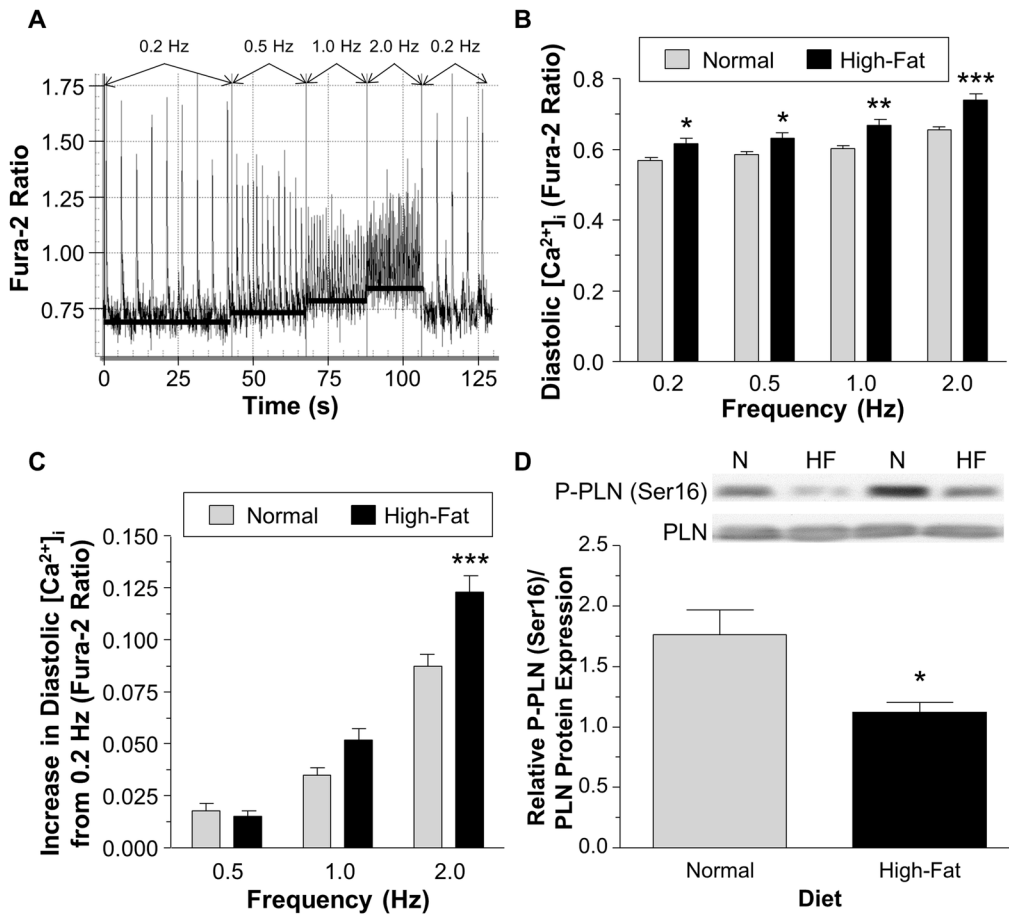 A
0.2 Hz 0.5 Hz 1.0 Hz 2.0 Hz 0.2 Hz
Fura-2 Ratio
1.75
1.50
1.25
1.00
0.75
0 25 50 75 100 125
Time (s)
B
Normal High-Fat
Diastolic [Ca²⁺]ᵢ (Fura-2 Ratio)
0.8
0.6
0.4
0.2
0.0
* * ** ***
0.2 0.5 1.0 2.0
Frequency (Hz)
C
Normal High-Fat
Increase in Diastolic [Ca²⁺]ᵢ
from 0.2 Hz (Fura-2 Ratio)
0.150
0.125
0.100
0.075
0.050
0.025
0.000
***
0.5 1.0 2.0
Frequency (Hz)
D
N HF N HF
P-PLN (Ser16)
PLN
Relative P-PLN (Ser16)/
PLN Protein Expression
2.5
2.0
1.5
1.0
0.5
0.0
*
Normal High-Fat
Diet